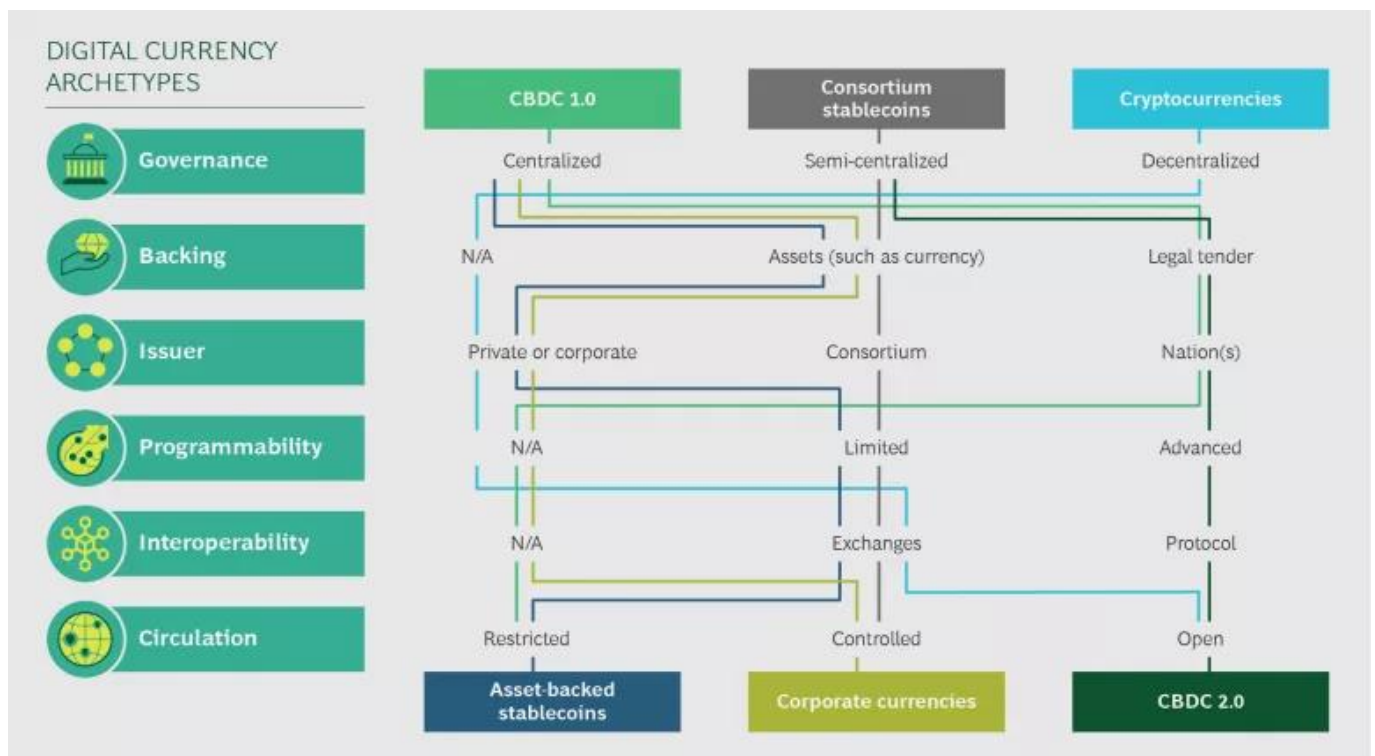 DIGITAL CURRENCY
ARCHETYPES
CBDC 1.0
Consortium
stablecoins
Cryptocurrencies
Governance
Centralized
Semi-centralized
Decentralized
Backing
N/A
Assets (such as currency)
Legal tender
Issuer
Private or corporate
Consortium
Nation(s)
Programmability
N/A
Limited
Advanced
Interoperability
N/A
Exchanges
Protocol
Circulation
Restricted
Controlled
Open
Asset-backed
stablecoins
Corporate currencies
CBDC 2.0